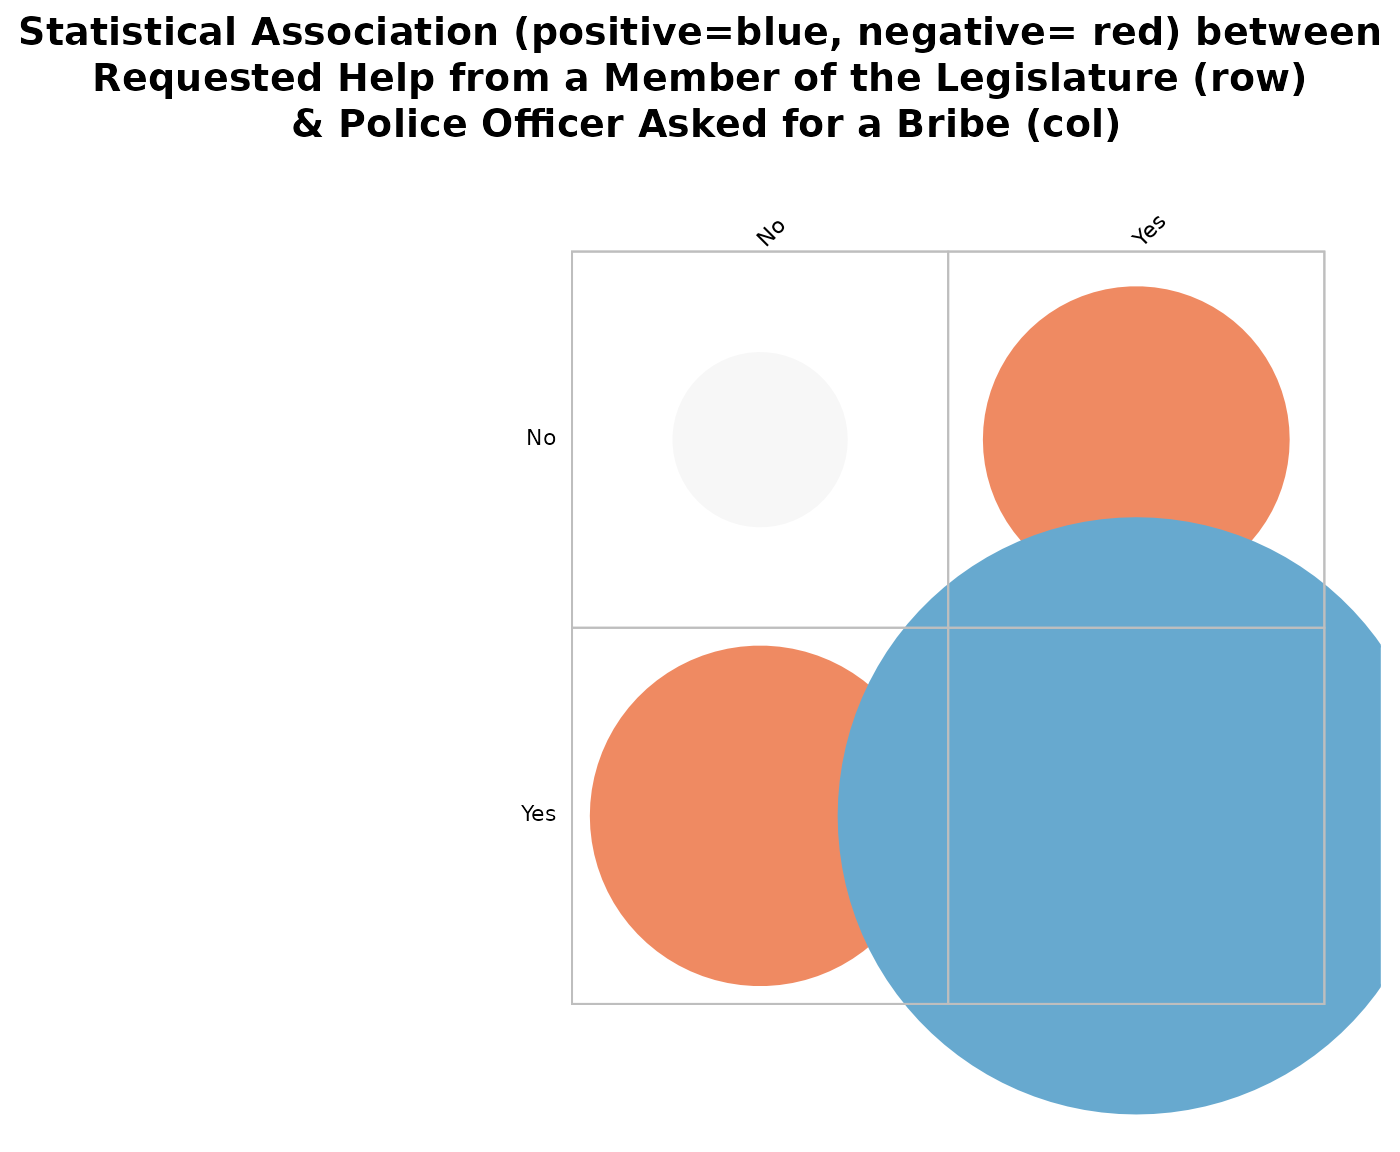 Statistical Association (positive=blue, negative= red) between
Requested Help from a Member of the Legislature (row)
& Police Officer Asked for a Bribe (col)
No
Yes
No
Yes